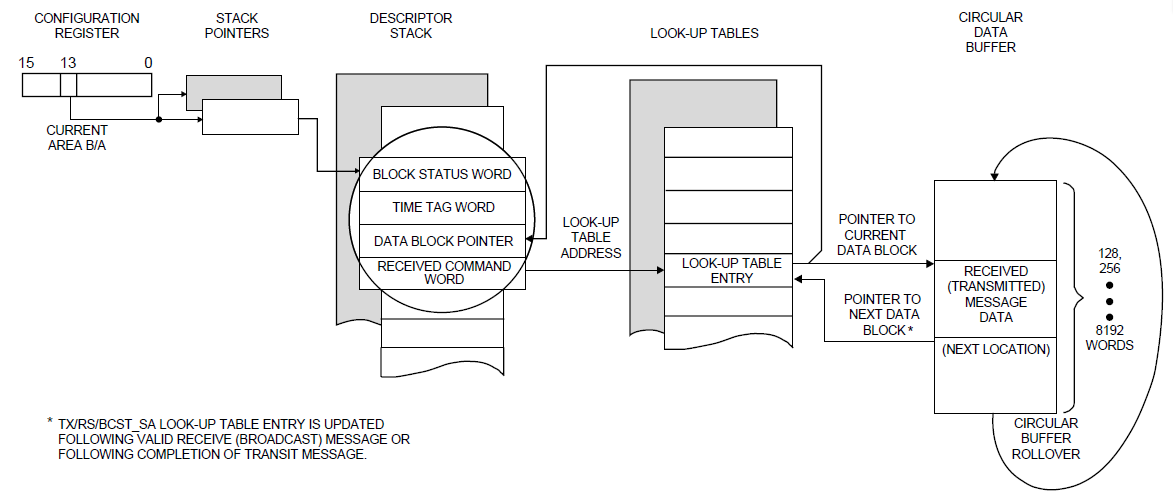 CONFIGURATION
REGISTER
STACK
POINTERS
DESCRIPTOR
STACK
LOOK-UP TABLES
CIRCULAR
DATA
BUFFER
15 13 0
CURRENT
AREA B/A
BLOCK STATUS WORD
TIME TAG WORD
DATA BLOCK POINTER
RECEIVED COMMAND
WORD
LOOK-UP
TABLE
ADDRESS
LOOK-UP TABLE
ENTRY
POINTER TO
CURRENT
DATA BLOCK
POINTER TO
NEXT DATA
BLOCK*
RECEIVED
(TRANSMITTED)
MESSAGE
DATA
(NEXT LOCATION)
128,
256
8192
WORDS
CIRCULAR
BUFFER
ROLLOVER
* TX/RS/BCST_SA LOOK-UP TABLE ENTRY IS UPDATED
FOLLOWING VALID RECEIVE (BROADCAST) MESSAGE OR
FOLLOWING COMPLETION OF TRANSIT MESSAGE.